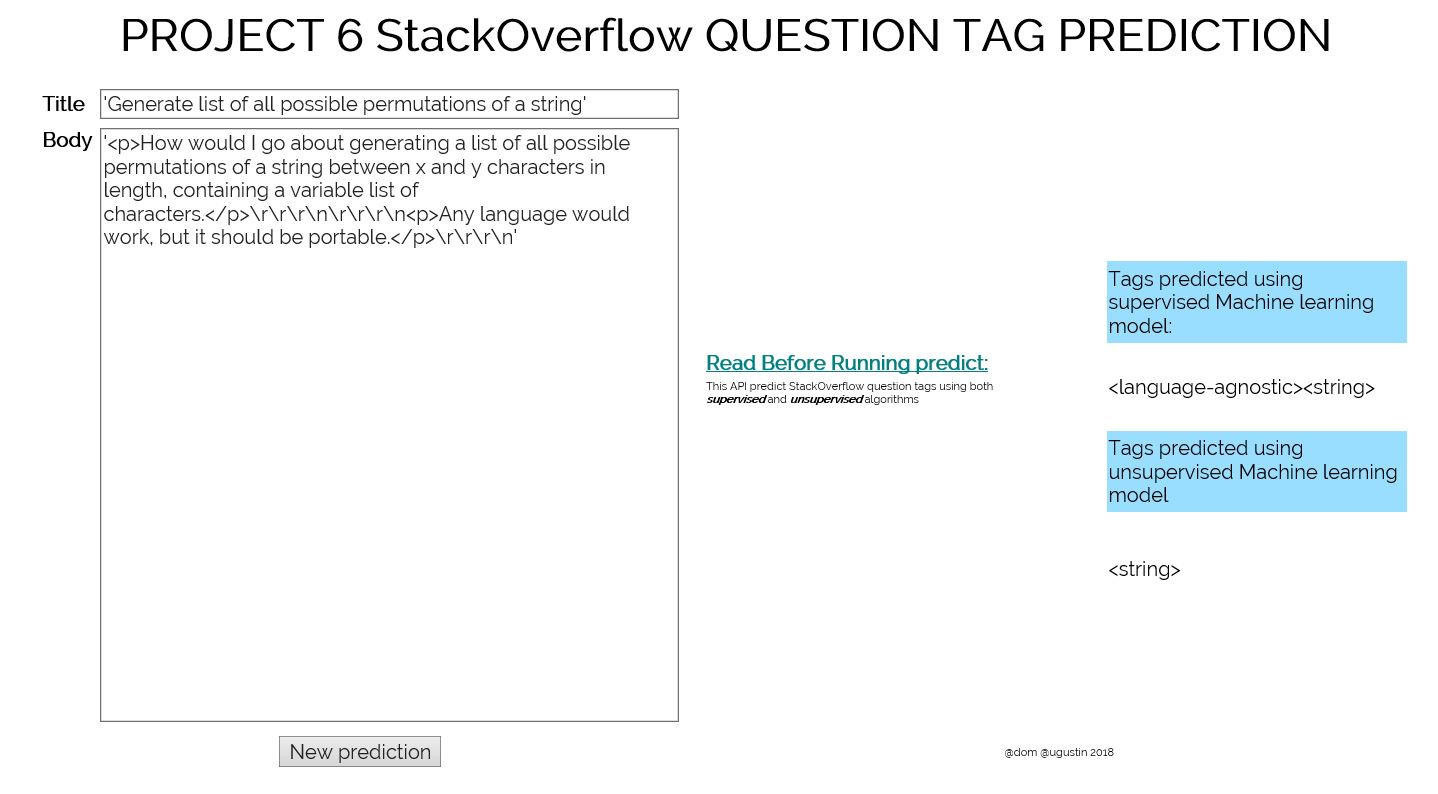 PROJECT 6 StackOverflow QUESTION TAG PREDICTION
Title
'Generate list of all possible permutations of a string'
Body
'<p>How would I go about generating a list of all possible
permutations of a string between x and y characters in
length, containing a variable list of
characters.</p>\r\r\r\n\r\r\r\n<p>Any language would
work, but it should be portable.</p>\r\r\r\n'
New prediction
Read Before Running predict:
This API predict StackOverflow question tags using both
supervised and unsupervised algorithms
Tags predicted using
supervised Machine learning
model:
<language-agnostic><string>
Tags predicted using
unsupervised Machine learning
model
<string>
@dom @ugustin 2018